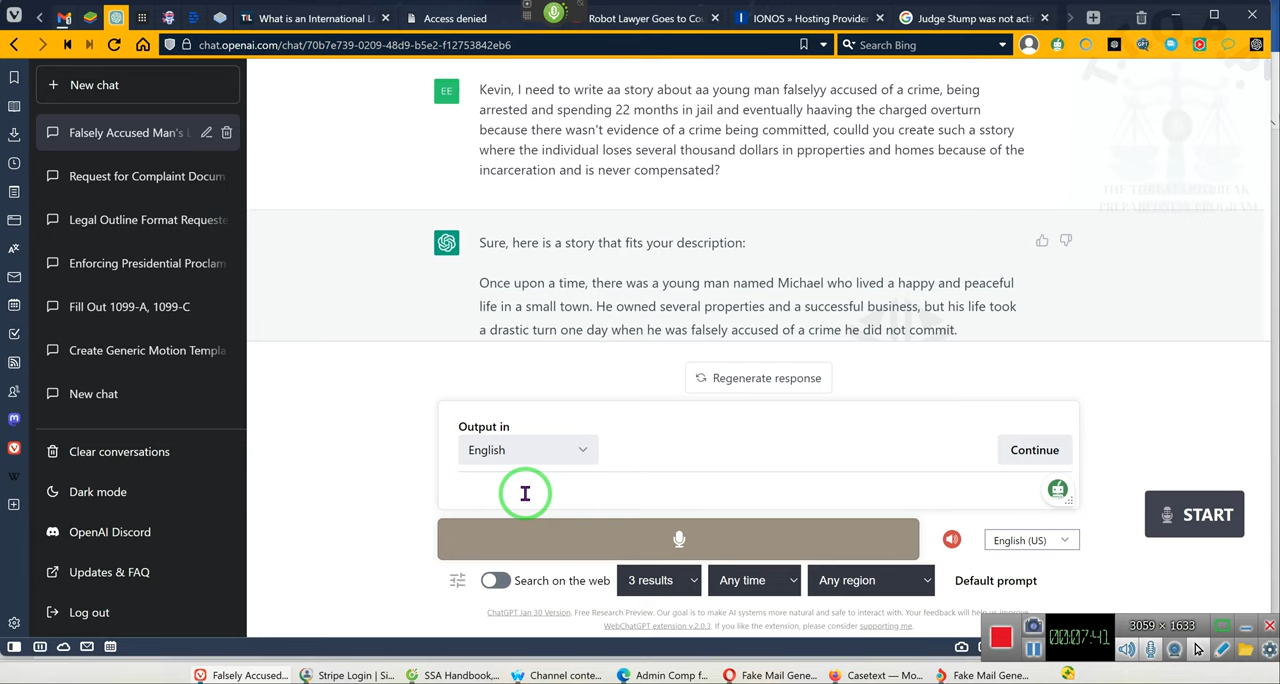 What is an International La
Access denied
Robot Lawyer Goes to Co
IONOS » Hosting Provider
Judge Stump was not acti
chat.openai.com/chat/70b7e739-0209-48d9-b5e2-f12753842eb6
Search Bing
New chat
Falsely Accused Man's L
Request for Complaint Docum
Legal Outline Format Requeste
Enforcing Presidential Proclam
Fill Out 1099-A, 1099-C
Create Generic Motion Templa
New chat
Clear conversations
Dark mode
OpenAI Discord
Updates & FAQ
Log out
EE
Kevin, I need to write aa story about aa young man falselyy accused of a crime, being
arrested and spending 22 months in jail and eventually haaving the charged overturn
because there wasn't evidence of a crime being committed, coulld you create such a sstory
where the individual loses several thousand dollars in pproperties and homes because of the
incarceration and is never compensated?
THE THREAT OUTBREAK
PREPAREDNESS PROGRAM
Sure, here is a story that fits your description:
Once upon a time, there was a young man named Michael who lived a happy and peaceful
life in a small town. He owned several properties and a successful business, but his life took
a drastic turn one day when he was falsely accused of a crime he did not commit.
Regenerate response
Output in
English
Continue
START
English (US)
Search on the web
3 results
Any time
Any region
Default prompt
ChatGPT Jan 30 Version. Free Research Preview. Our goal is to make AI systems more natural and safe to interact with. Your feedback will help us improve.
WebChatGPT extension v.2.0.3. If you like the extension, please consider supporting me.
3059 × 1633
00:07:41
Falsely Accused...
Stripe Login | Si...
SSA Handbook,...
Channel conte...
Admin Comp f...
Fake Mail Gene...
Casetext — Mo...
Fake Mail Gene...